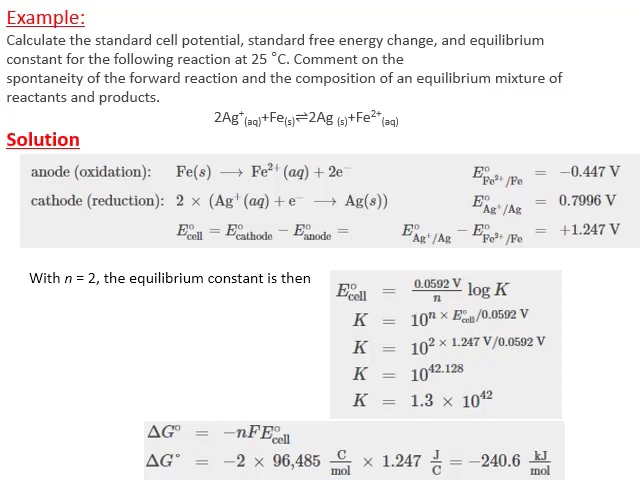 Example:
Calculate the standard cell potential, standard free energy change, and equilibrium
constant for the following reaction at 25 °C. Comment on the
spontaneity of the forward reaction and the composition of an equilibrium mixture of
reactants and products.
2Ag⁺(aq)+Fe(s)⇌2Ag (s)+Fe²⁺(aq)
Solution
anode (oxidation): Fe(s) ⟶ Fe²⁺ (aq) + 2e⁻ E°Fe²⁺/Fe = −0.447 V
cathode (reduction): 2 × (Ag⁺ (aq) + e⁻ ⟶ Ag(s)) E°Ag⁺/Ag = 0.7996 V
E°cell = E°cathode − E°anode = E°Ag⁺/Ag − E°Fe²⁺/Fe = +1.247 V
With n = 2, the equilibrium constant is then
E°cell = 0.0592 V/n log K
K = 10^(n × E°cell/0.0592 V)
K = 10^(2 × 1.247 V/0.0592 V)
K = 10^42.128
K = 1.3 × 10⁴²
ΔG° = −nFE°cell
ΔG° = −2 × 96,485 C/mol × 1.247 J/C = −240.6 kJ/mol